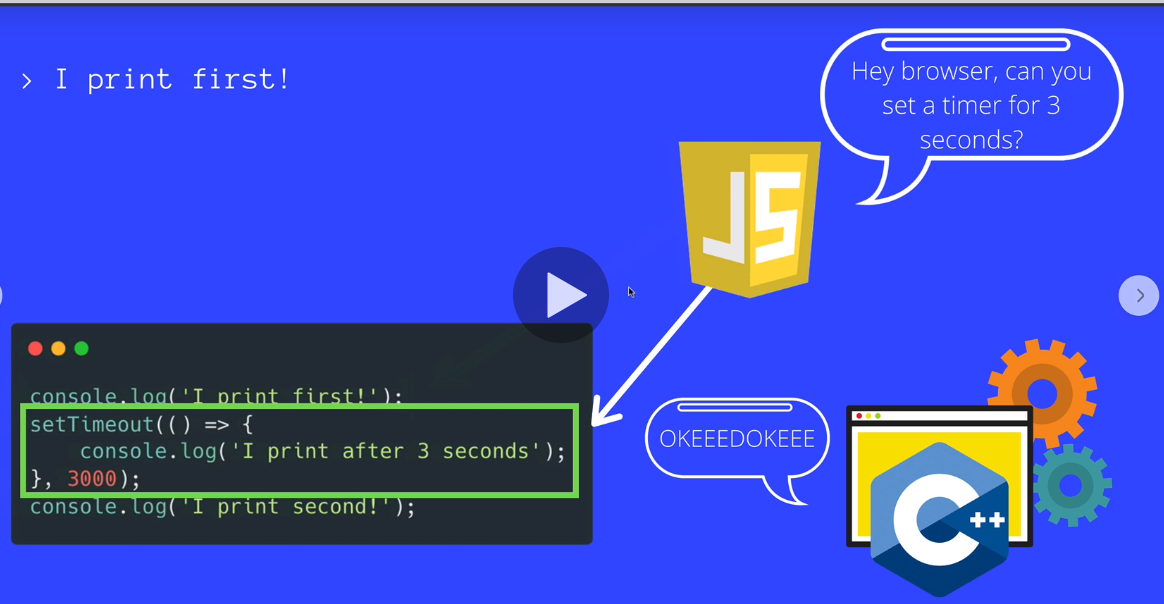 > I print first!
Hey browser, can you
set a timer for 3
seconds?
JS
console.log('I print first!');
setTimeout(() => {
console.log('I print after 3 seconds');
}, 3000);
console.log('I print second!');
OKEEEDOKEEE
C++